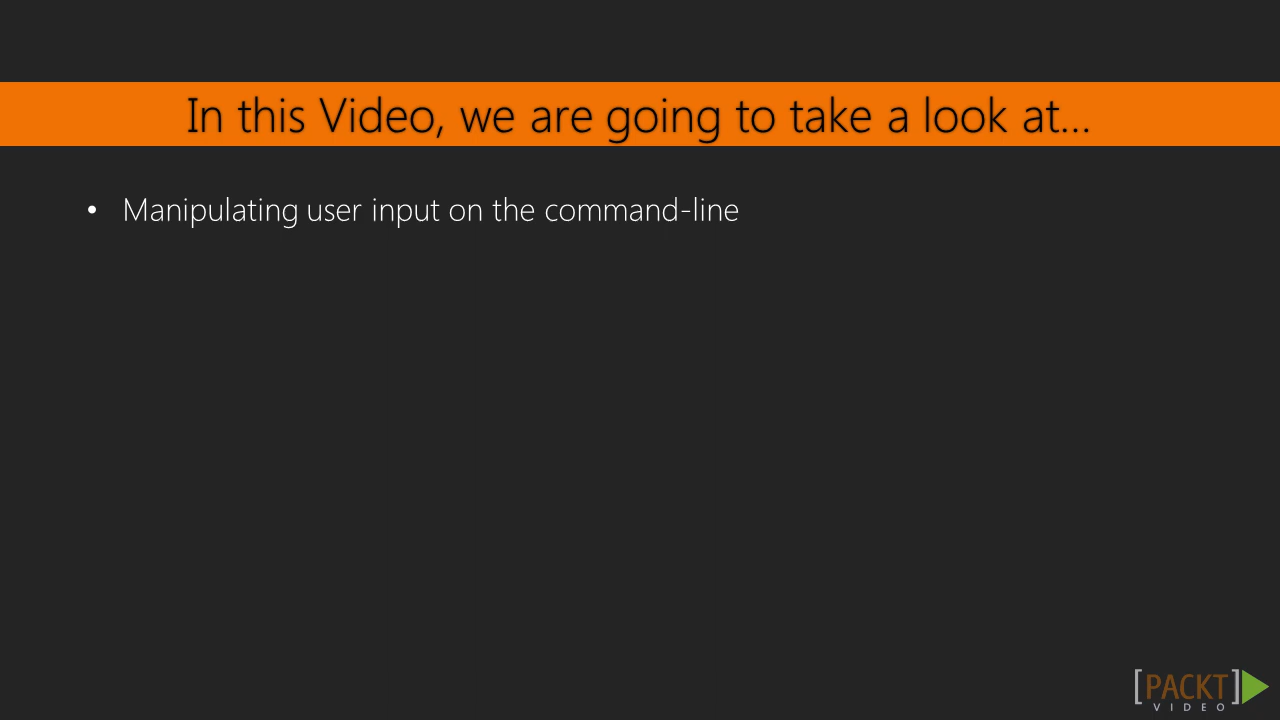 In this Video, we are going to take a look at...
• Manipulating user input on the command-line
[PACKT]
VIDEO